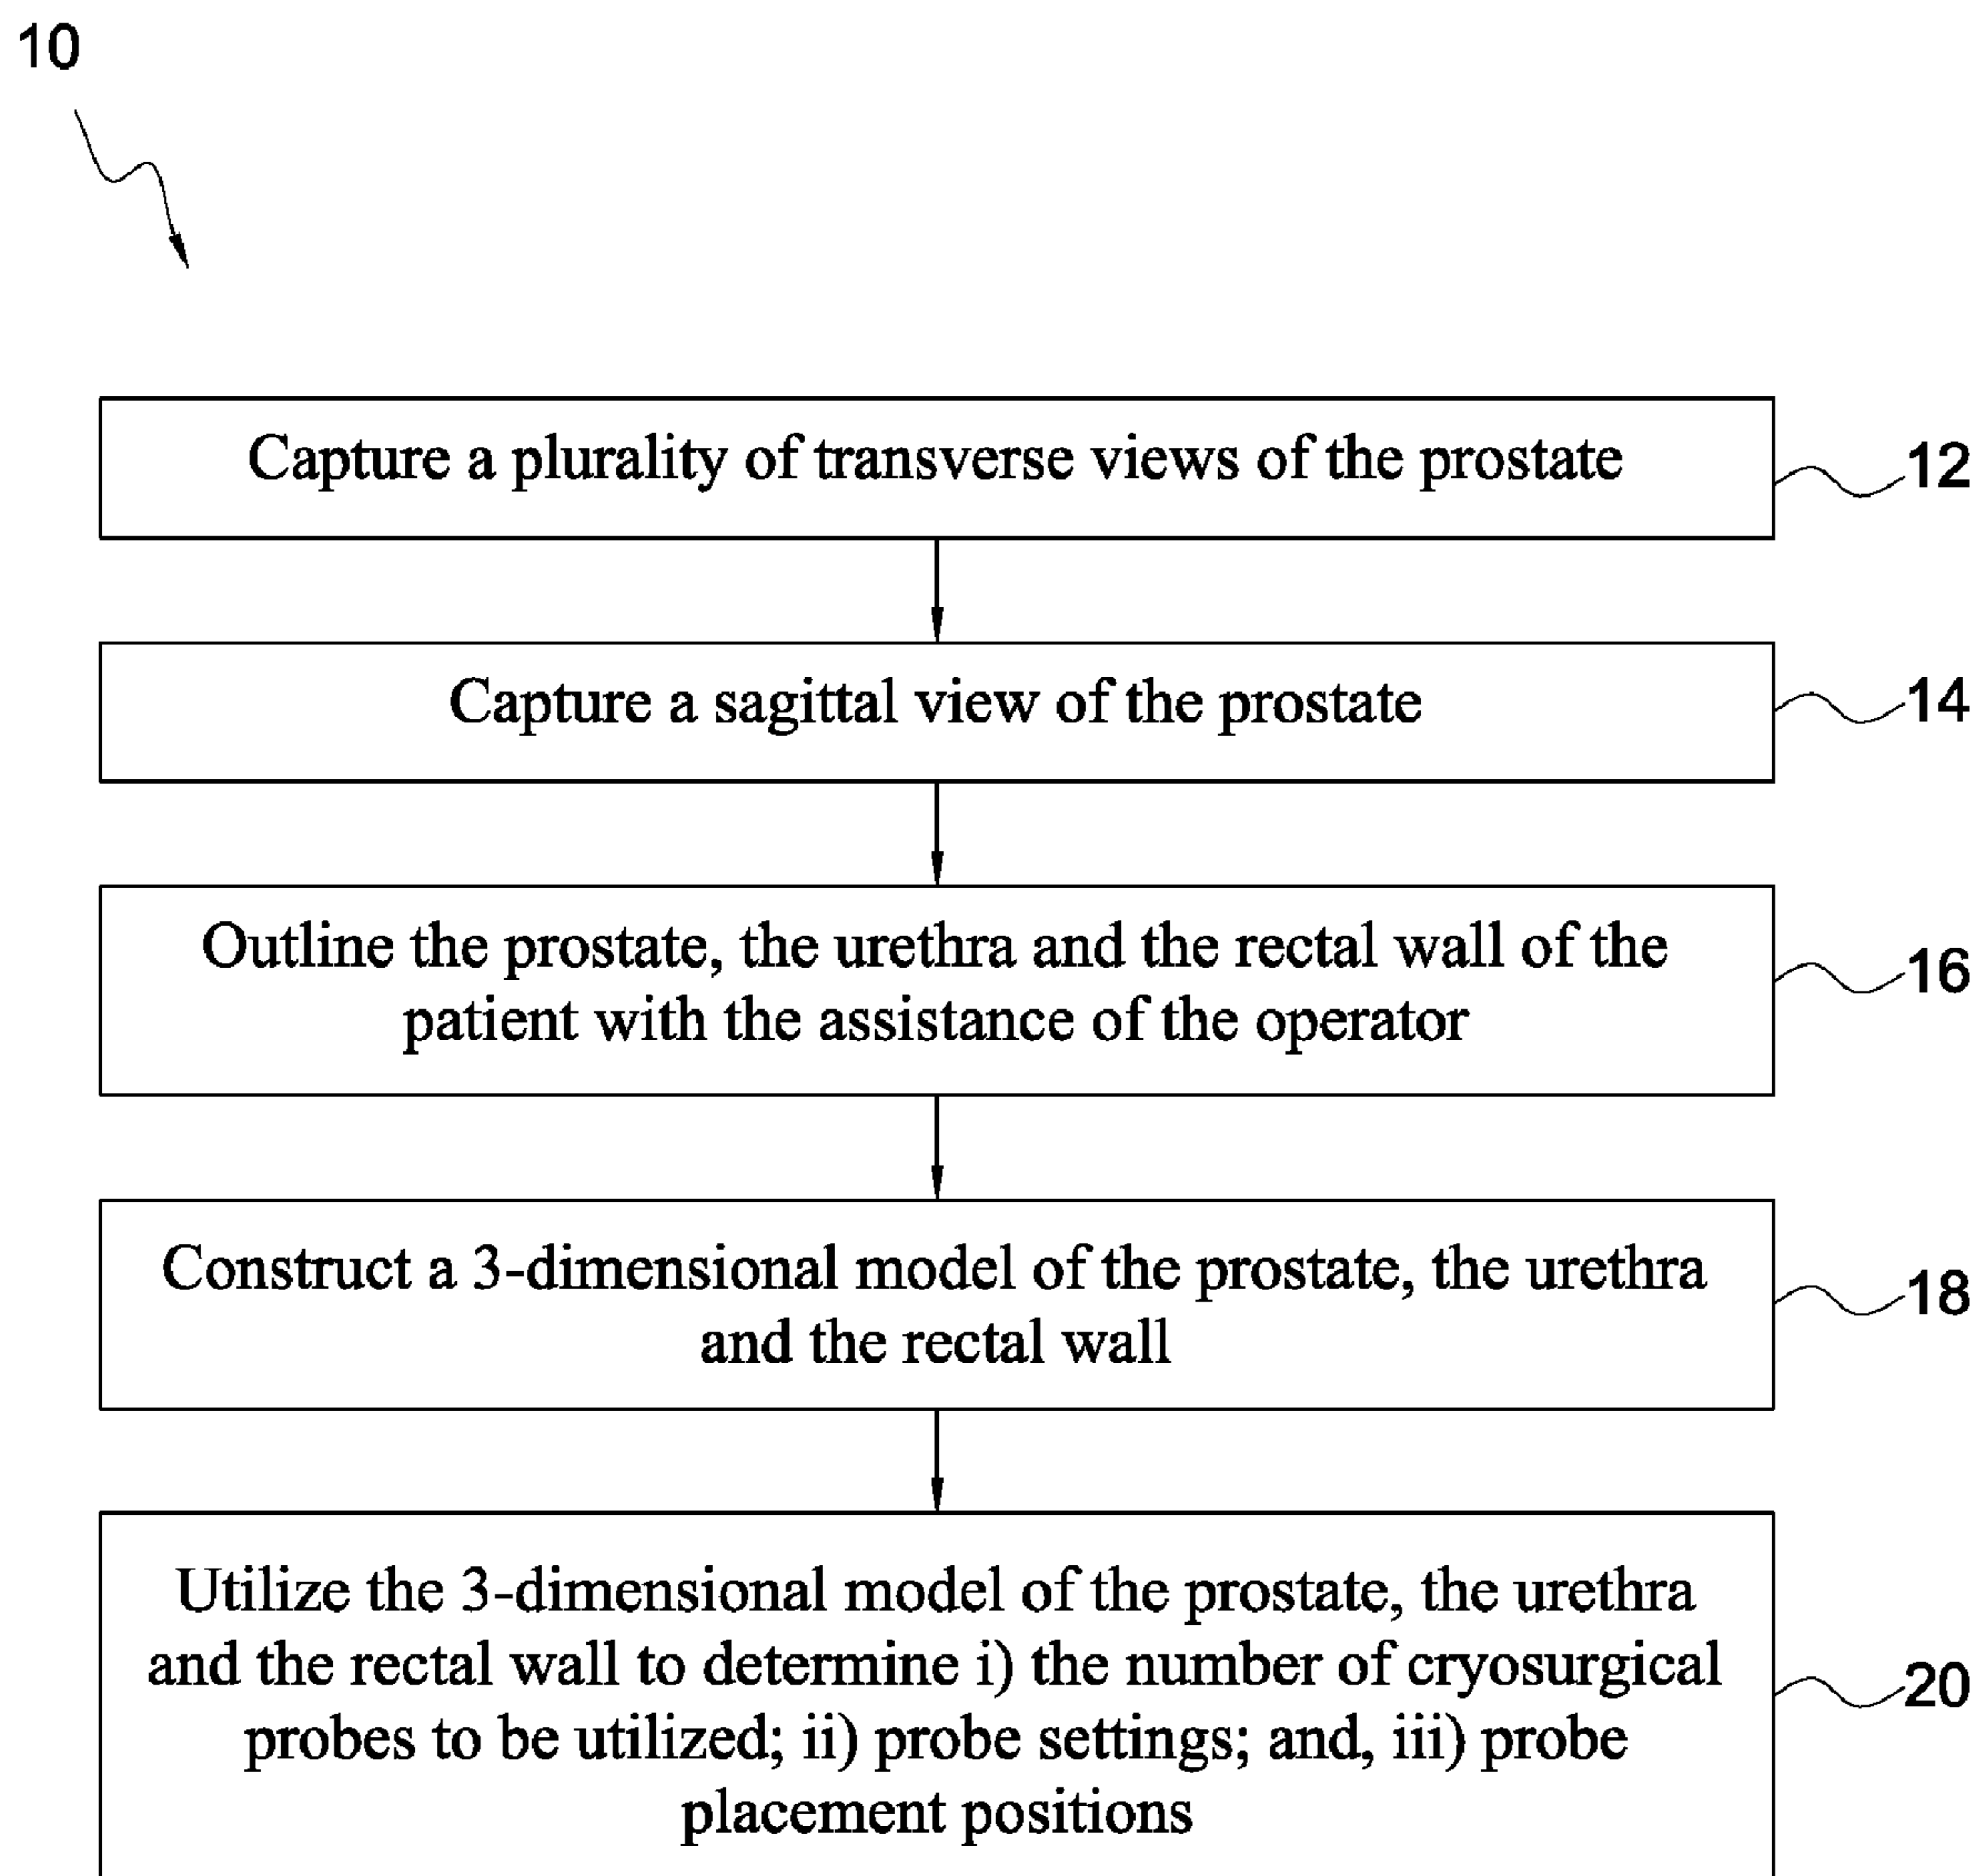 10
Capture a plurality of transverse views of the prostate
12
Capture a sagittal view of the prostate
14
Outline the prostate, the urethra and the rectal wall of the
patient with the assistance of the operator
16
Construct a 3-dimensional model of the prostate, the urethra
and the rectal wall
18
Utilize the 3-dimensional model of the prostate, the urethra
and the rectal wall to determine i) the number of cryosurgical
probes to be utilized; ii) probe settings; and, iii) probe
placement positions
20